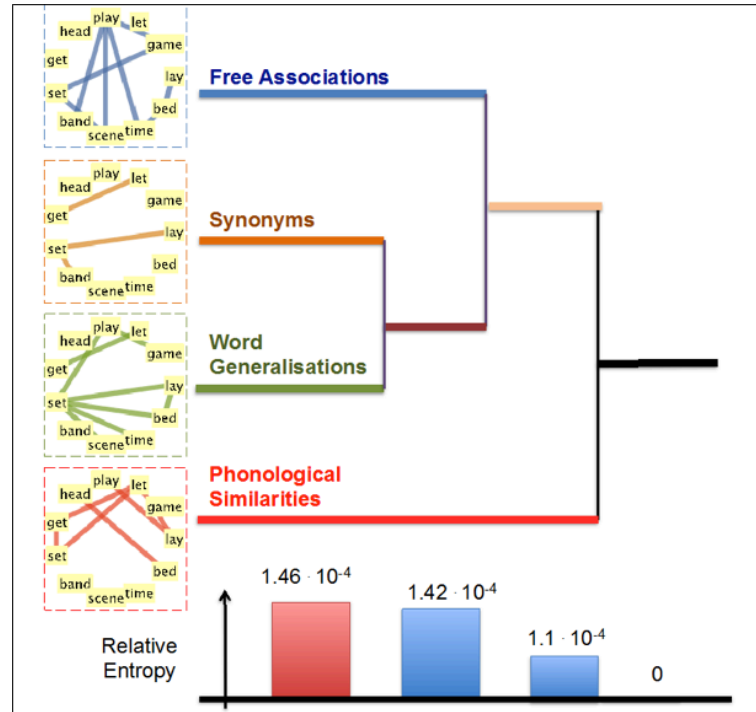 play
let
head
game
get
lay
set
bed
band
time
scene
Free Associations
play
let
head
game
get
lay
set
bed
band
time
scene
Synonyms
play
let
head
game
get
lay
set
bed
band
time
scene
Word
Generalisations
play
let
head
game
get
lay
set
bed
band
time
scene
Phonological
Similarities
1.46 · 10⁻⁴
1.42 · 10⁻⁴
1.1 · 10⁻⁴
0
Relative
Entropy